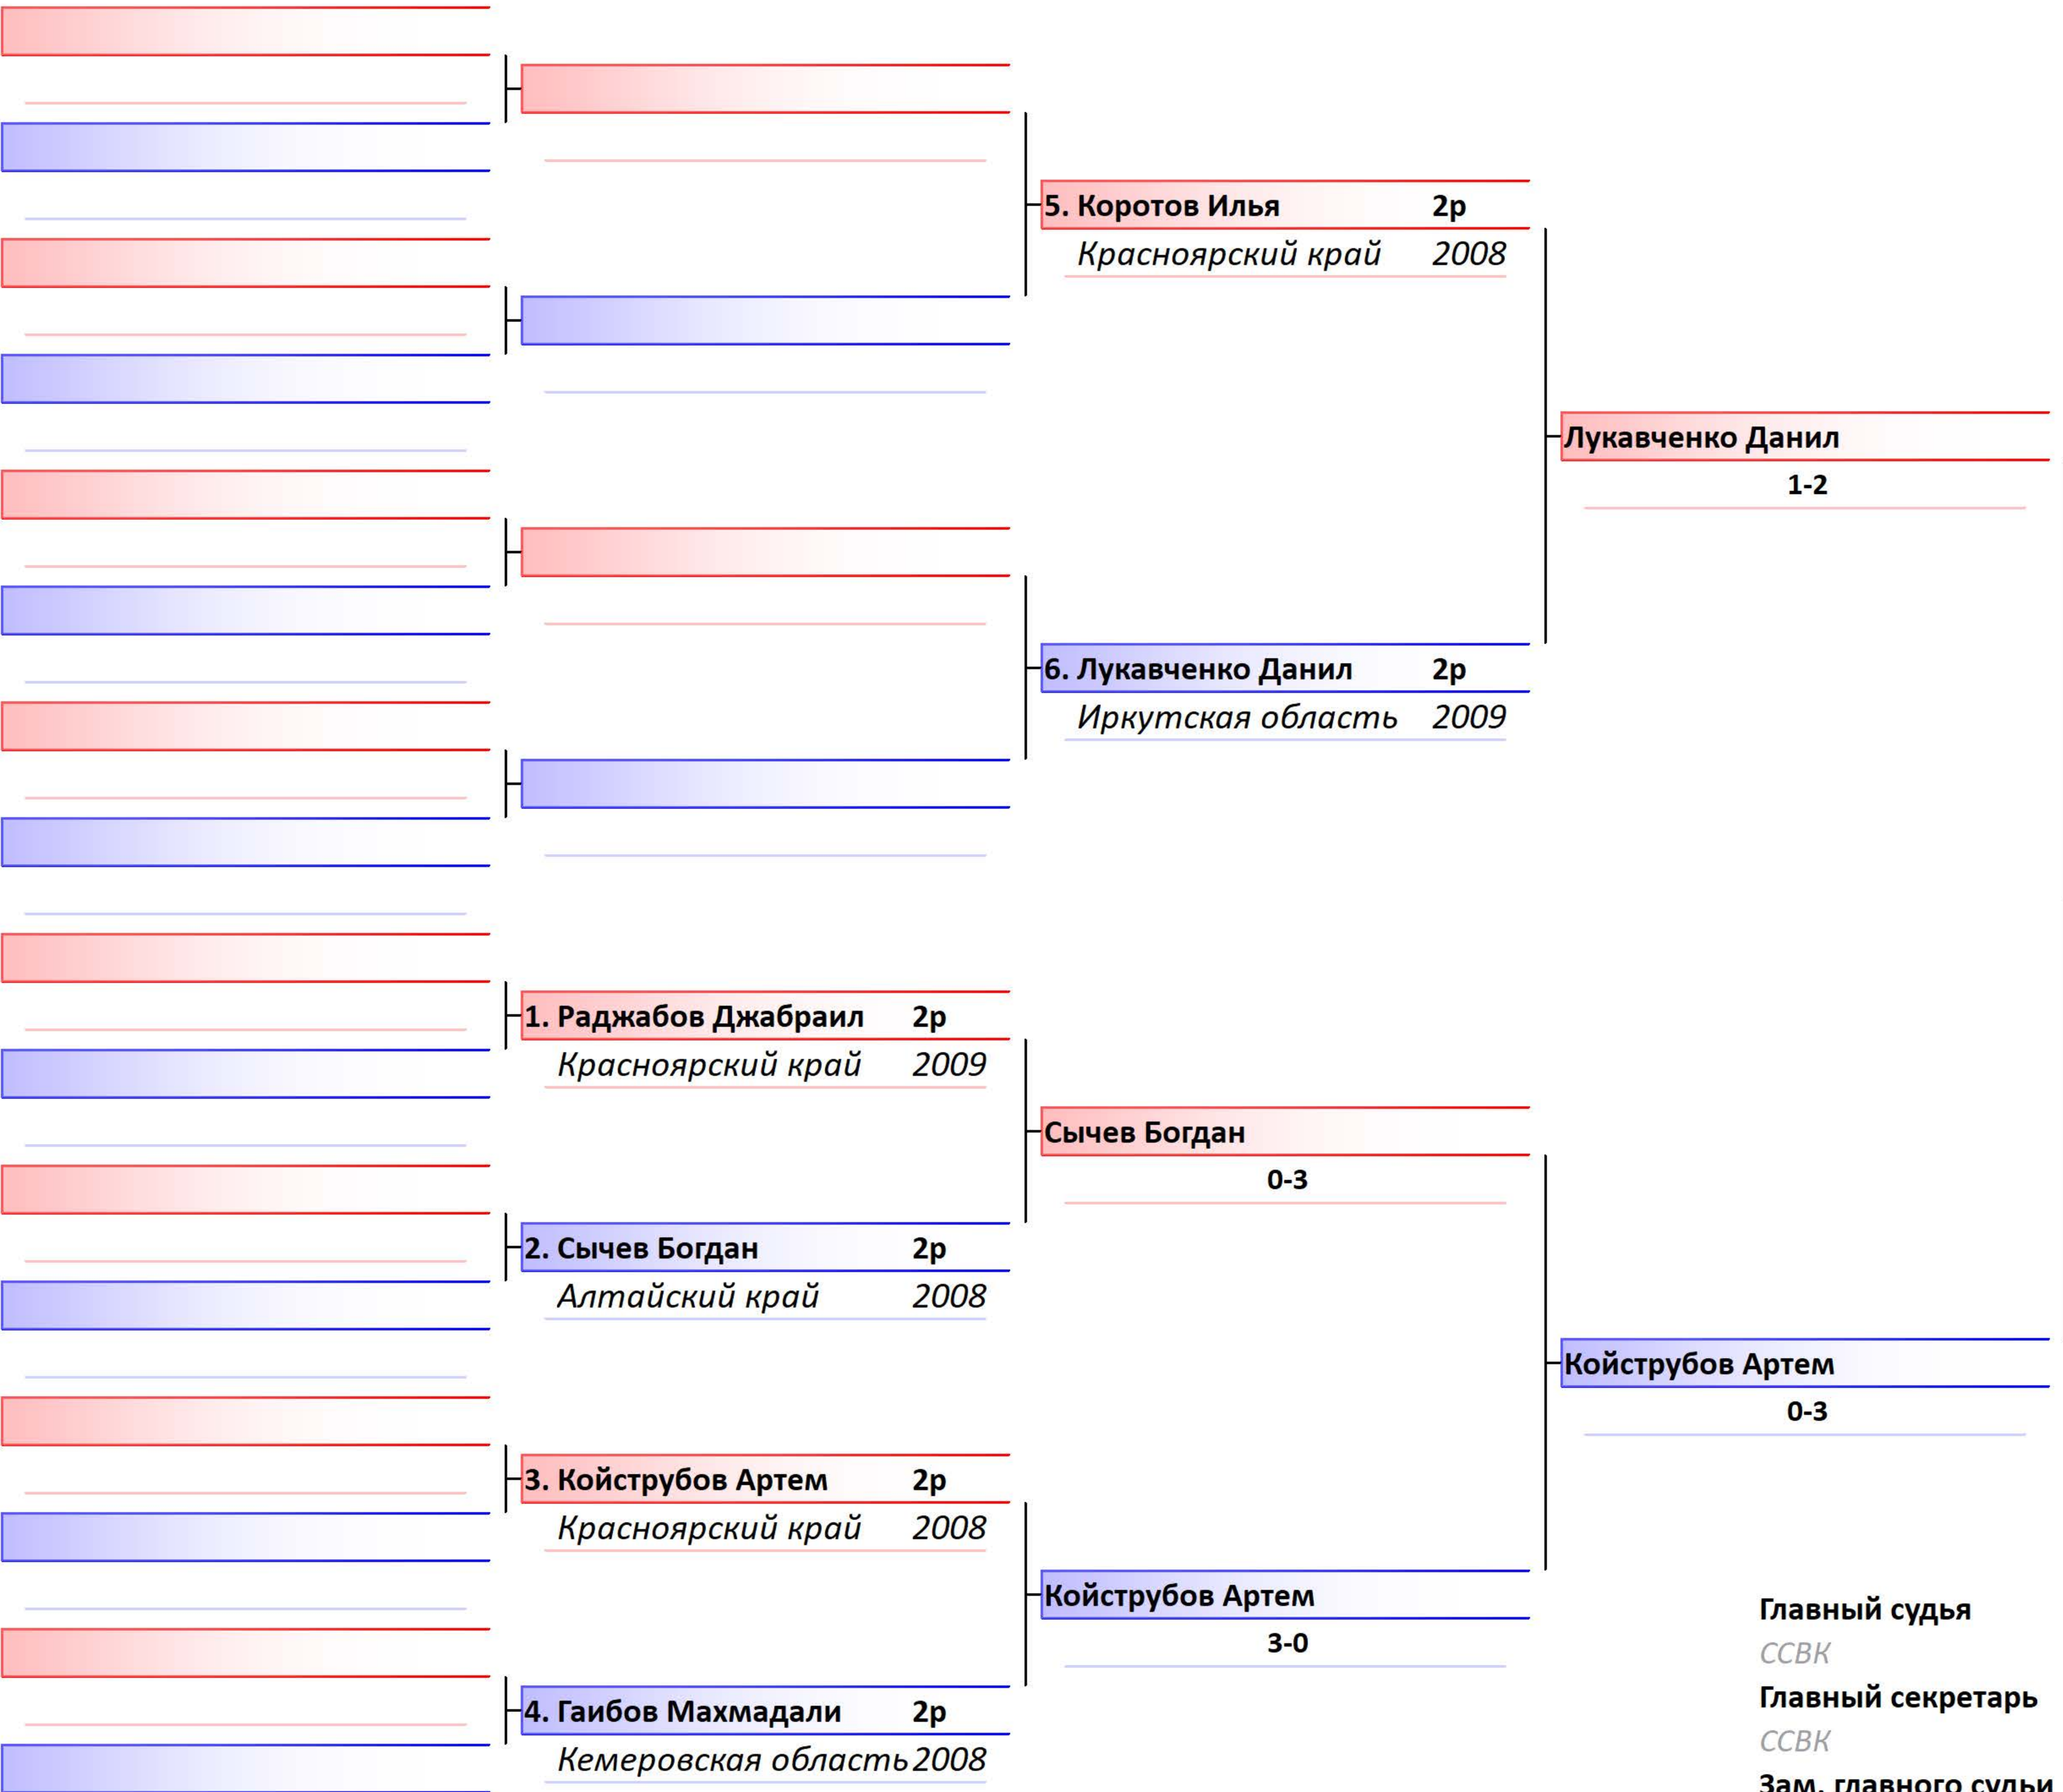 5. Коротов Илья 2р
Красноярский край 2008
Лукавченко Данил
1-2
6. Лукавченко Данил 2р
Иркутская область 2009
1. Раджабов Джабраил 2р
Красноярский край 2009
Сычев Богдан
0-3
2. Сычев Богдан 2р
Алтайский край 2008
Койструбов Артем
0-3
3. Койструбов Артем 2р
Красноярский край 2008
Койструбов Артем
3-0
4. Гаибов Махмадали 2р
Кемеровская область 2008
Главный судья
ССВК
Главный секретарь
ССВК
Зам. главного судьи